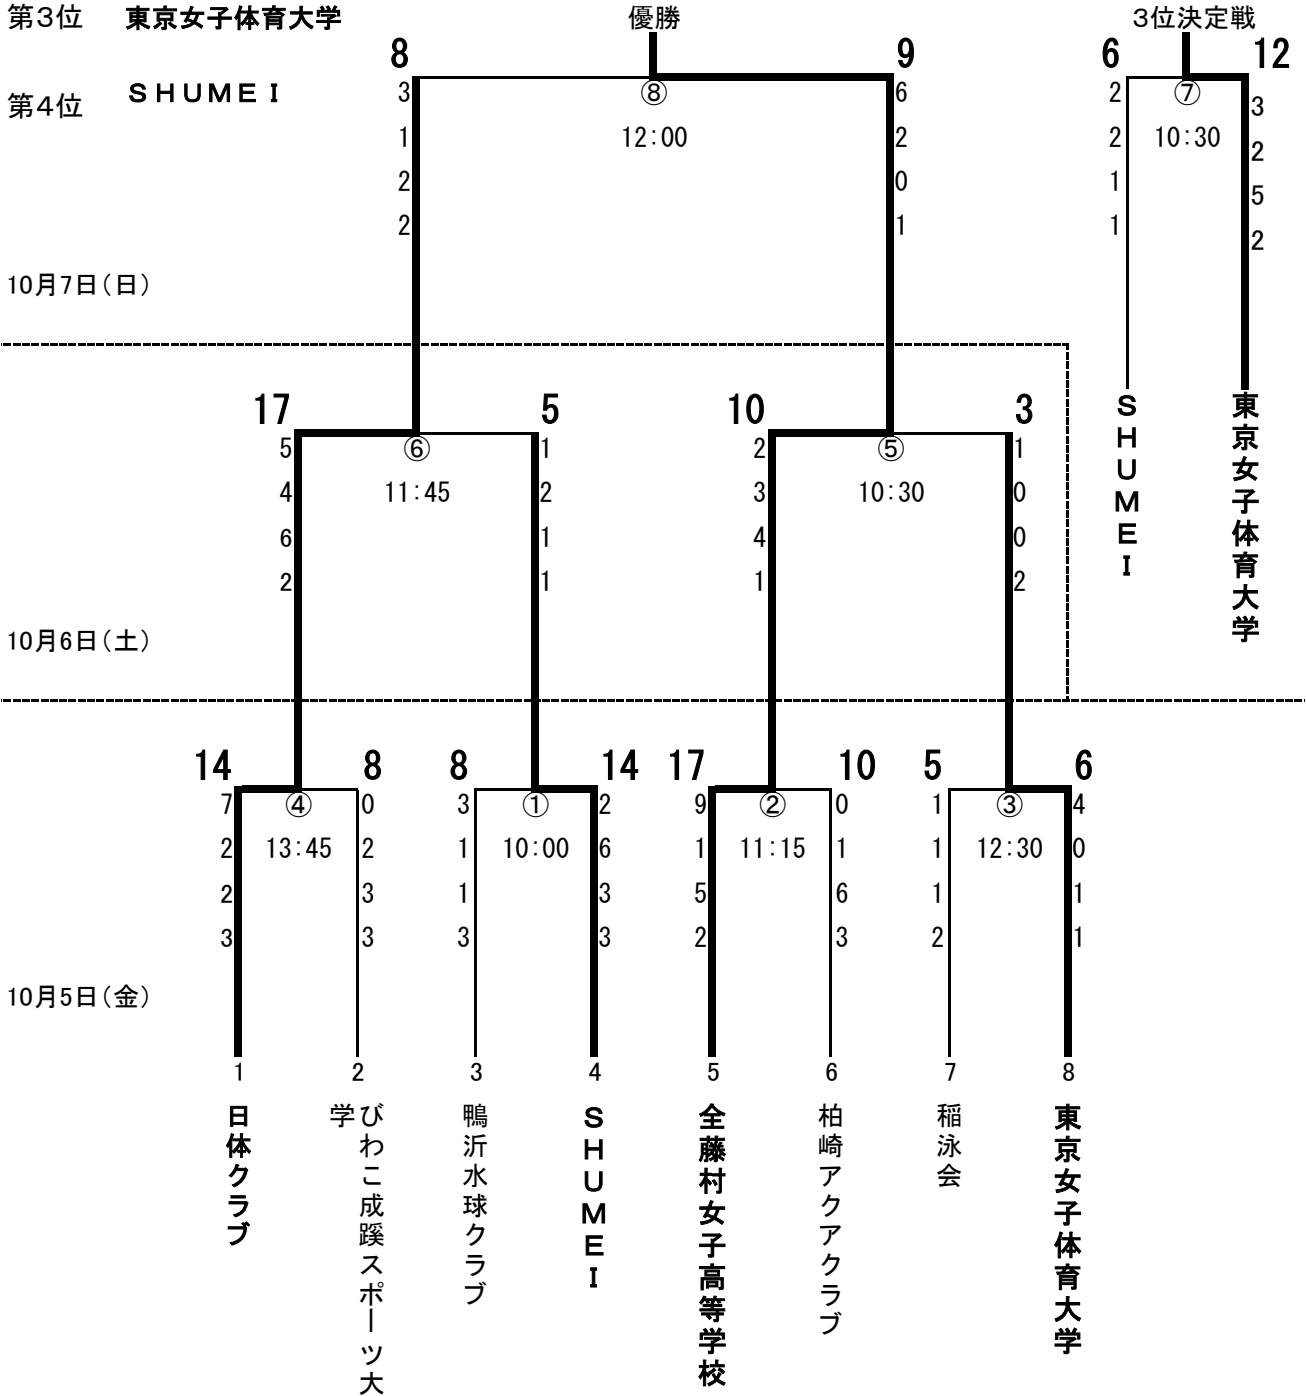 第3位 東京女子体育大学 優勝 3位決定戦
8 9 6 12
第4位 SHUMEI
3 ⑧ 6 2 ⑦ 3
1 12:00 2 2 10:30 2
2 0 1 5
2 1 1 2
10月7日(日)
17 5 10 3
5 ⑥ 1 2 ⑤ 1
4 11:45 2 3 10:30 0
6 1 4 0
2 1 1 2
SHUMEI
東京女子体育大学
10月6日(土)
14 8 8 14 17 10 5 6
7 ④ 0 3 ① 2 9 ② 0 1 ③ 4
2 13:45 2 1 10:00 6 1 11:15 1 1 12:30 0
2 3 1 3 5 6 1 1
3 3 3 3 2 3 2 1
10月5日(金)
1 2 3 4 5 6 7 8
日体クラブ
びわこ成蹊スポーツ大
学
鴨沂水球クラブ
SHUMEI
全藤村女子高等学校
柏崎アクアクラブ
稲泳会
東京女子体育大学